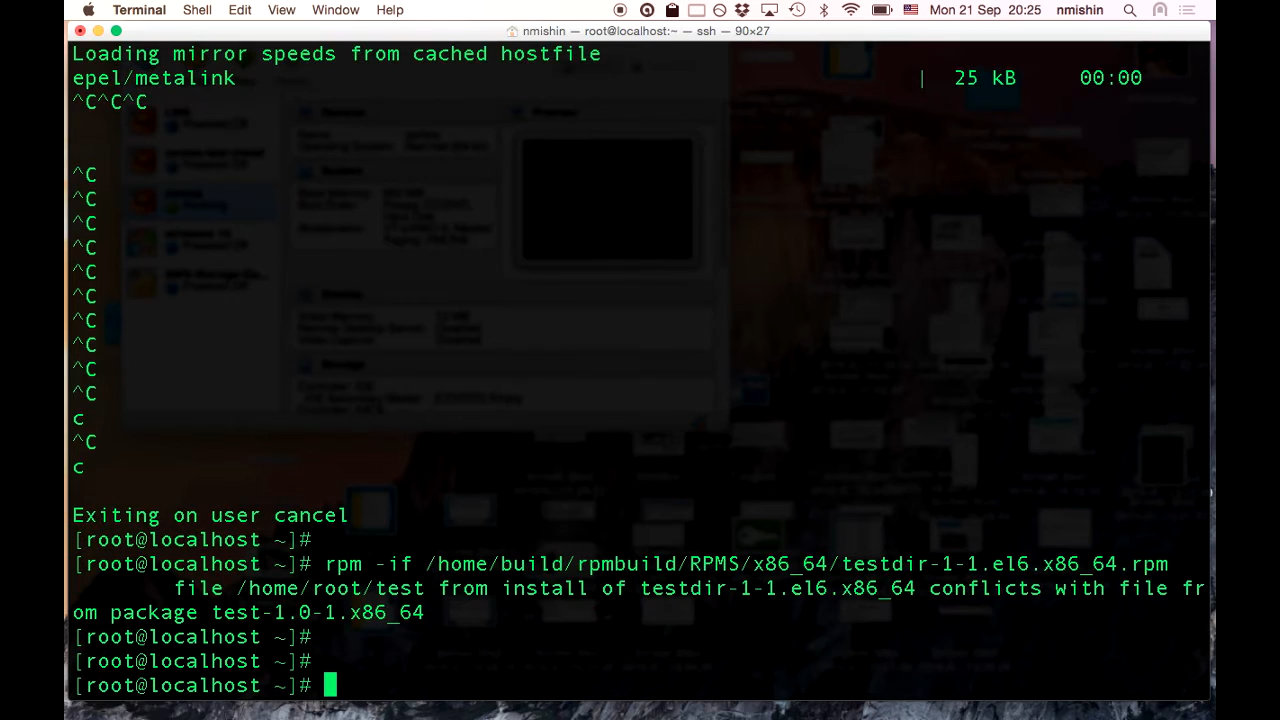 Terminal Shell Edit View Window Help Mon 21 Sep 20:25 nmishin
nmishin — root@localhost:~ — ssh — 90×27
Loading mirror speeds from cached hostfile
epel/metalink | 25 kB 00:00
^C^C^C
^C
^C
^C
^C
^C
^C
^C
^C
^C
^C
c
^C
c
Exiting on user cancel
[root@localhost ~]#
[root@localhost ~]# rpm -if /home/build/rpmbuild/RPMS/x86_64/testdir-1-1.el6.x86_64.rpm
file /home/root/test from install of testdir-1-1.el6.x86_64 conflicts with file fr
om package test-1.0-1.x86_64
[root@localhost ~]#
[root@localhost ~]#
[root@localhost ~]#